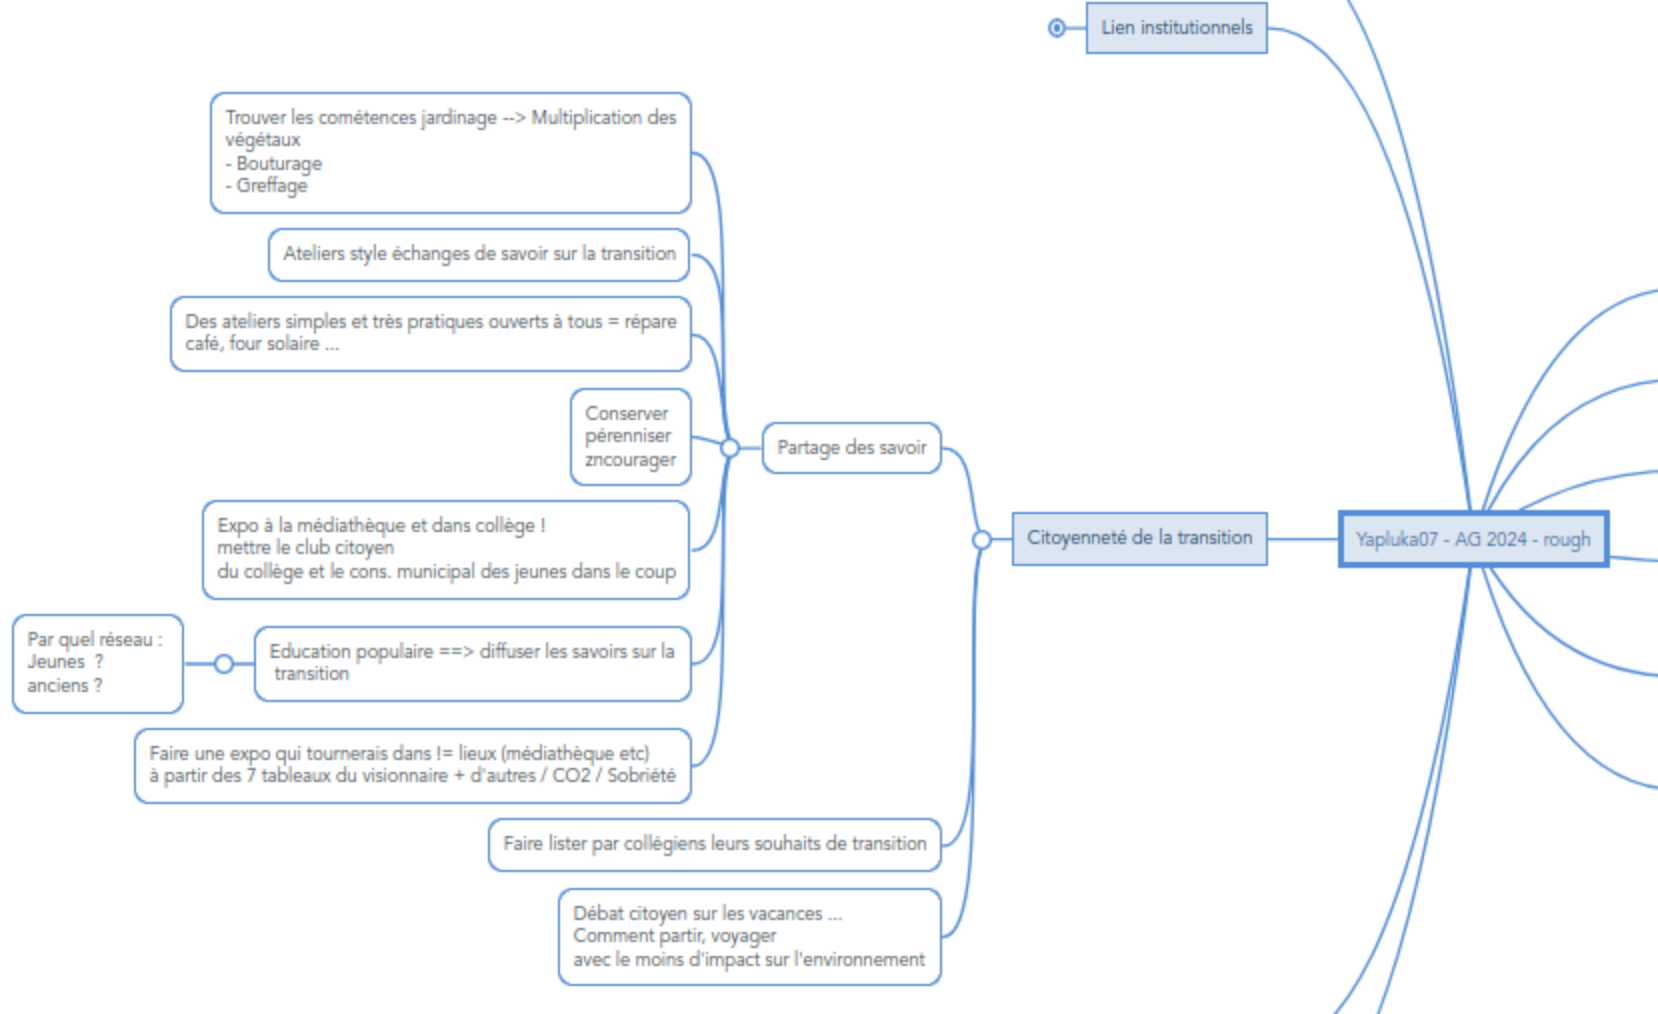 Lien institutionnels
Trouver les cométences jardinage --> Multiplication des
végétaux
- Bouturage
- Greffage
Ateliers style échanges de savoir sur la transition
Des ateliers simples et très pratiques ouverts à tous = répare
café, four solaire ...
Conserver
pérenniser
zncourager
Partage des savoir
Expo à la médiathèque et dans collège !
mettre le club citoyen
du collège et le cons. municipal des jeunes dans le coup
Citoyenneté de la transition
Yapluka07 - AG 2024 - rough
Par quel réseau :
Jeunes  ?
anciens ?
Education populaire ==> diffuser les savoirs sur la
transition
Faire une expo qui tournerais dans != lieux (médiathèque etc)
à partir des 7 tableaux du visionnaire + d'autres / CO2 / Sobriété
Faire lister par collégiens leurs souhaits de transition
Débat citoyen sur les vacances ...
Comment partir, voyager
avec le moins d'impact sur l'environnement